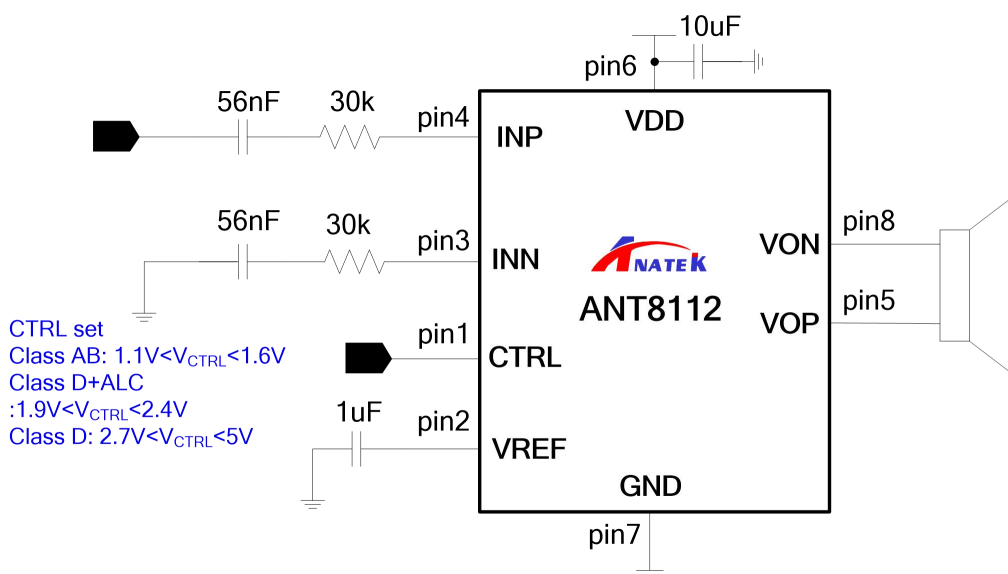 10uF
pin6
VDD
56nF
30k
pin4
INP
56nF
30k
pin3
INN
ANATEK
ANT8112
VON
pin8
VOP
pin5
CTRL set
Class AB: 1.1V<VCTRL<1.6V
Class D+ALC
:1.9V<VCTRL<2.4V
Class D: 2.7V<VCTRL<5V
pin1
CTRL
1uF
pin2
VREF
GND
pin7